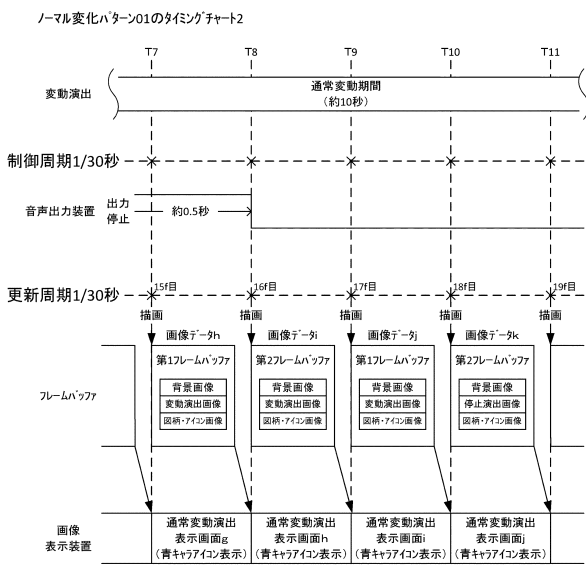 ノーマル変化パターン01のタイミングチャート2
T7 T8 T9 T10 T11
変動演出
通常変動期間
（約10秒）
制御周期1/30秒
音声出力装置
出力
停止
約0.5秒
更新周期1/30秒
15f目 16f目 17f目 18f目 19f目
描画 描画 描画 描画 描画
画像データh 画像データi 画像データj 画像データk
フレームバッファ
第1フレームバッファ 第2フレームバッファ 第1フレームバッファ 第2フレームバッファ
背景画像 背景画像 背景画像 背景画像
変動演出画像 変動演出画像 変動演出画像 停止演出画像
図柄・アイコン画像 図柄・アイコン画像 図柄・アイコン画像 図柄・アイコン画像
画像
表示装置
通常変動演出 通常変動演出 通常変動演出 通常変動演出
表示画面g 表示画面h 表示画面i 表示画面j
（青キャラアイコン表示） （青キャラアイコン表示） （青キャラアイコン表示） （青キャラアイコン表示）